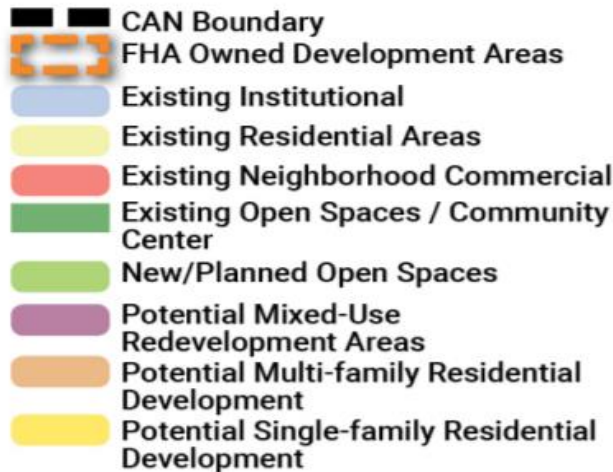 CAN Boundary
FHA Owned Development Areas
Existing Institutional
Existing Residential Areas
Existing Neighborhood Commercial
Existing Open Spaces / Community
Center
New/Planned Open Spaces
Potential Mixed-Use
Redevelopment Areas
Potential Multi-family Residential
Development
Potential Single-family Residential
Development